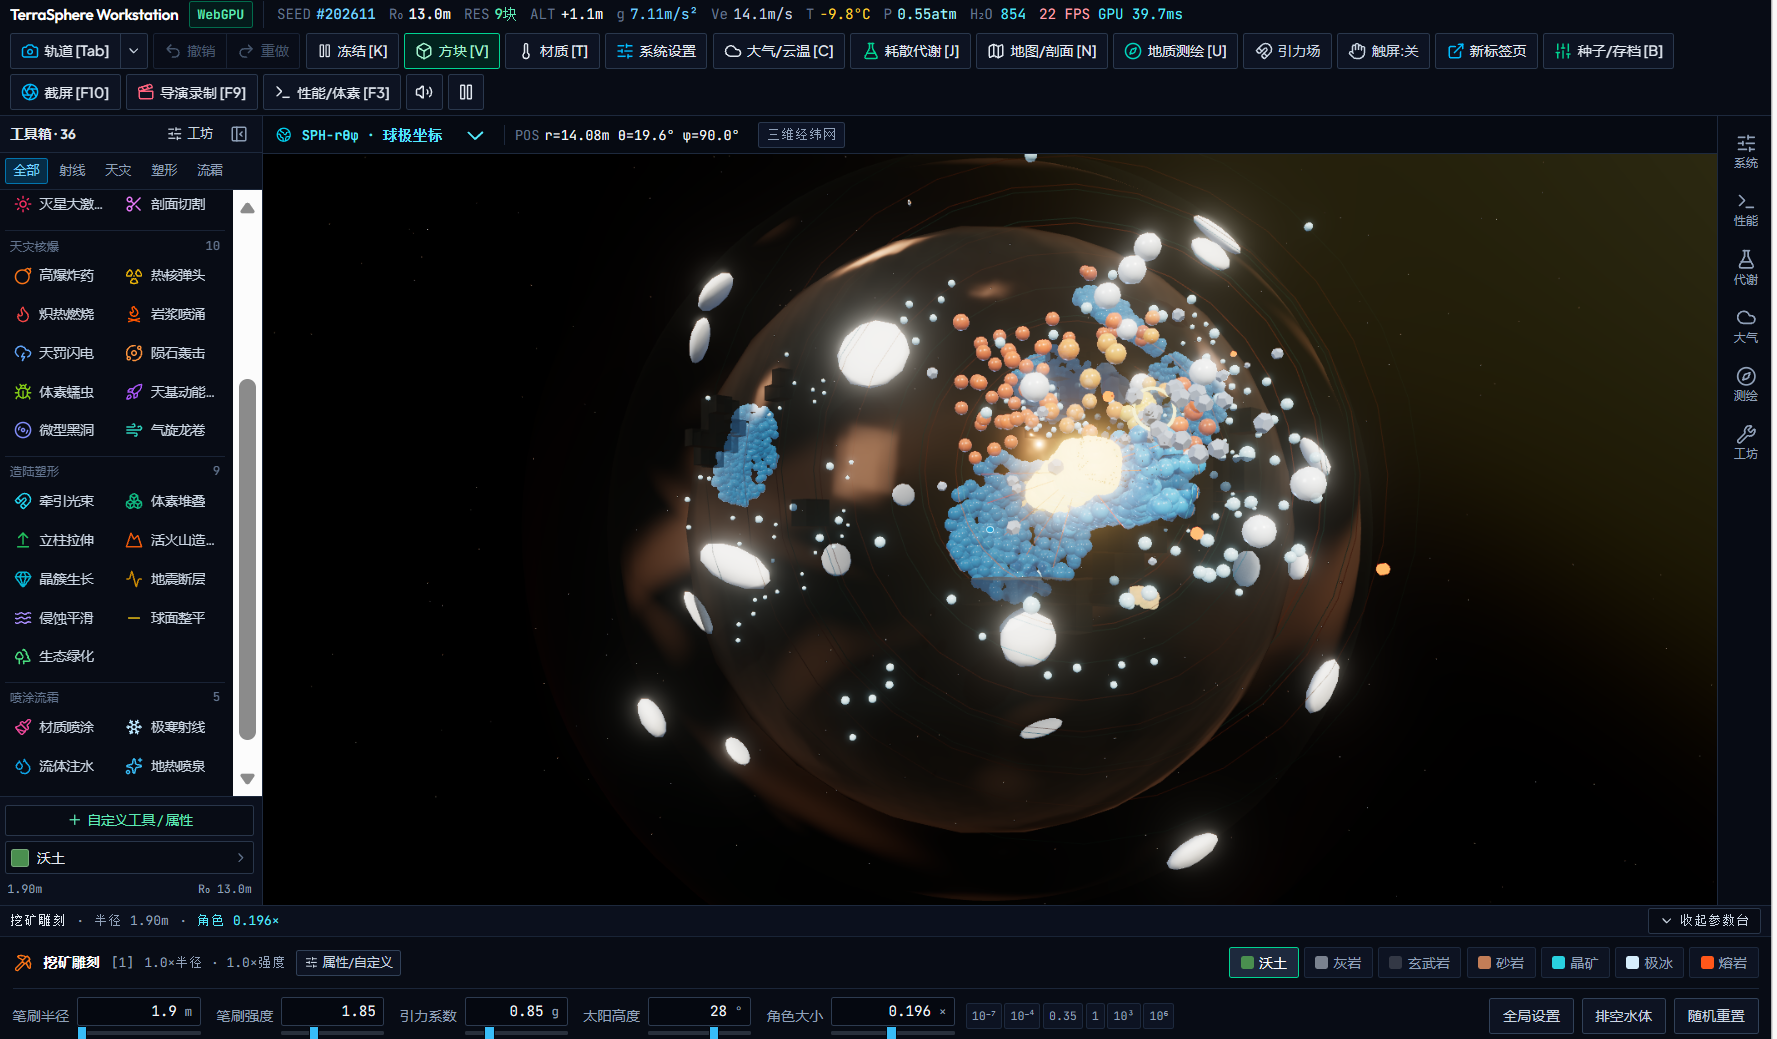 TerraSphere Workstation WebGPU SEED #202611 R₀ 13.0m RES 9块 ALT +1.1m g 7.11m/s² Ve 14.1m/s T -9.8°C P 0.55atm H₂O 854 22 FPS GPU 39.7ms
轨道 [Tab] 撤销 重做 冻结 [K] 方块 [V] 材质 [T] 系统设置 大气/云温 [C] 耗散代谢 [J] 地图/剖面 [N] 地质测绘 [U] 引力场 触屏:关 新标签页 种子/存档 [B]
截屏 [F10] 导演录制 [F9] 性能/体素 [F3]
工具箱·36 工坊
SPH-rθφ · 球极坐标 POS r=14.08m θ=19.6° φ=90.0° 三维经纬网
全部 射线 天灾 塑形 流霜
灭星大激... 剖面切割
天灾核爆 10
高爆炸药 热核弹头
炽热燃烧 岩浆喷涌
天罚闪电 陨石轰击
体素蠕虫 天基动能...
微型黑洞 气旋龙卷
造陆塑形 9
牵引光束 体素堆叠
立柱拉伸 活火山造...
晶簇生长 地震断层
侵蚀平滑 球面整平
生态绿化
喷涂流霜 5
材质喷涂 极寒射线
流体注水 地热喷泉
+ 自定义工具/属性
沃土
1.90m R₀ 13.0m
系统
性能
代谢
大气
测绘
工坊
挖矿雕刻 · 半径 1.90m · 角色 0.196× 收起参数台
挖矿雕刻 [1] 1.0×半径 · 1.0×强度 属性/自定义 沃土 灰岩 玄武岩 砂岩 晶矿 极冰 熔岩
笔刷半径 1.9 m 笔刷强度 1.85 引力系数 0.85 g 太阳高度 28 ° 角色大小 0.196 × 10⁻⁷ 10⁻⁴ 0.35 1 10³ 10⁶ 全局设置 排空水体 随机重置